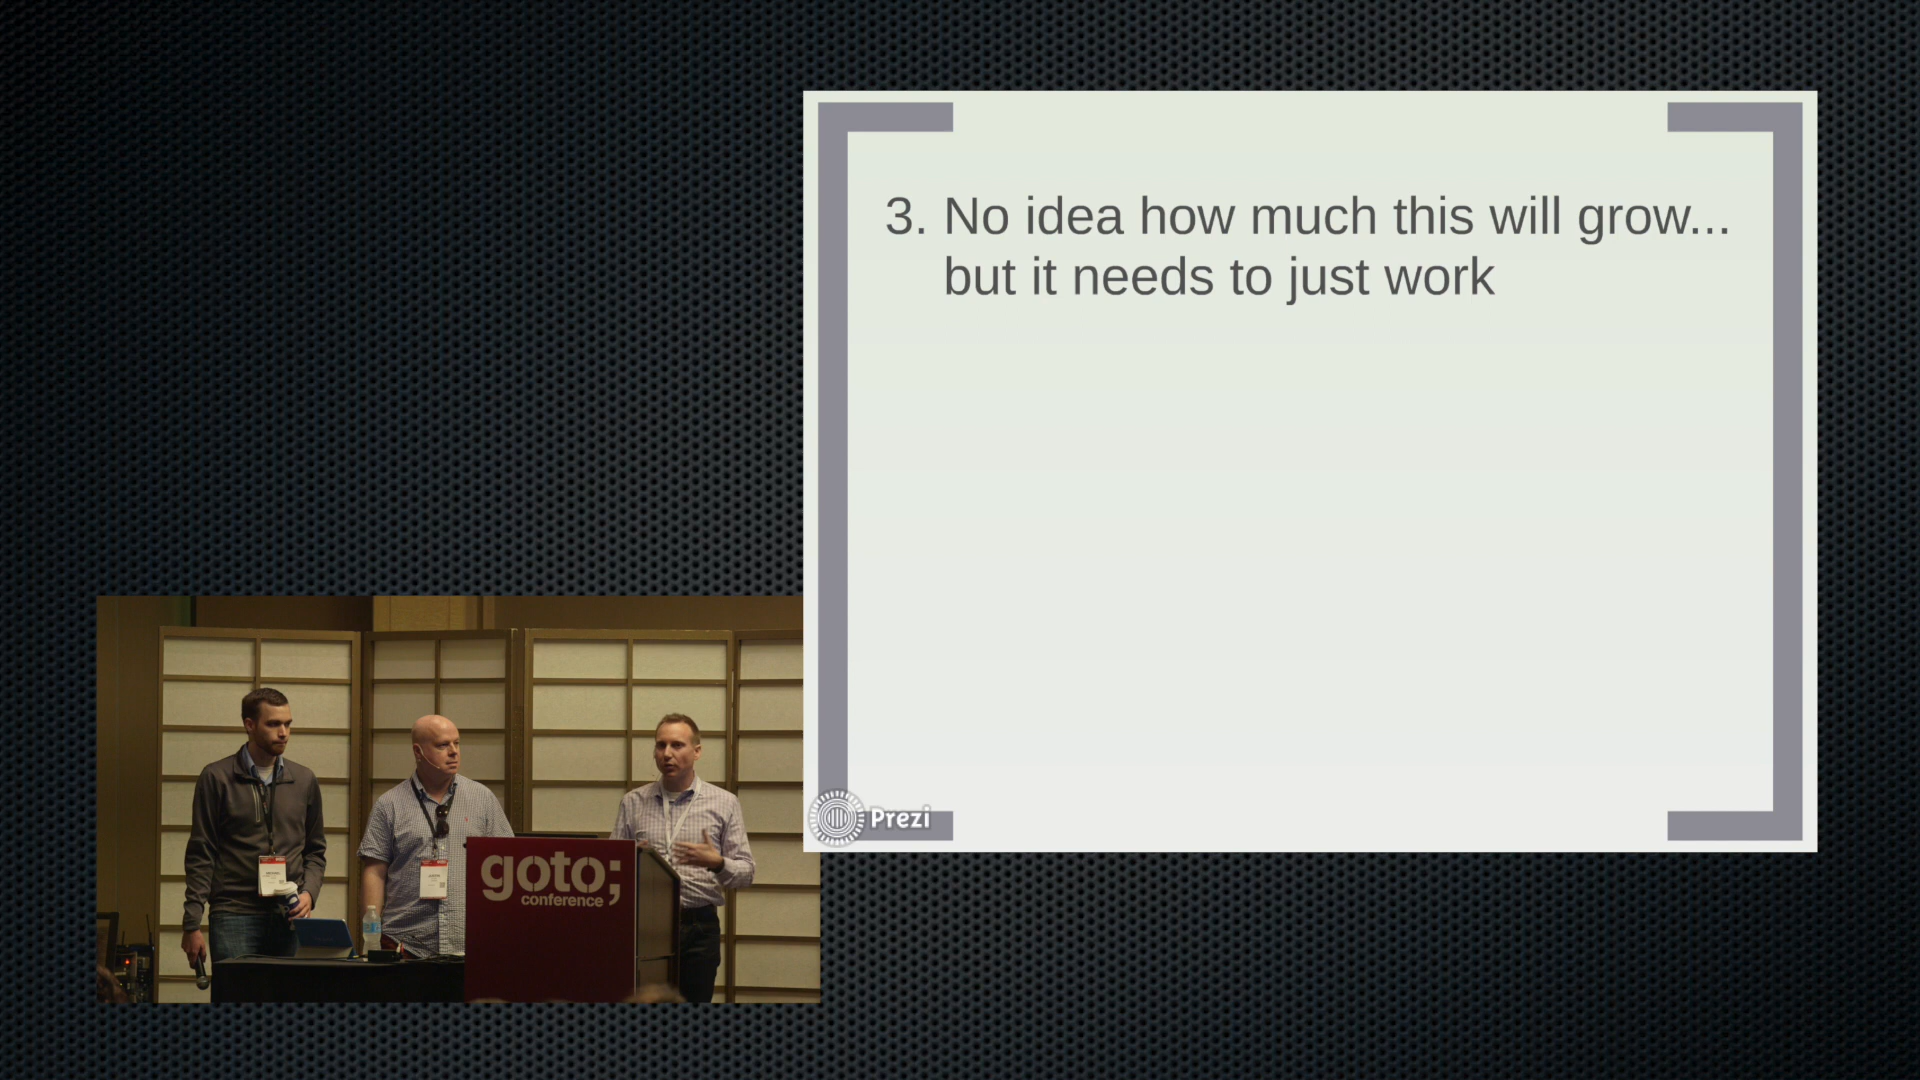 3. No idea how much this will grow...
but it needs to just work
Prezi
goto;
conference